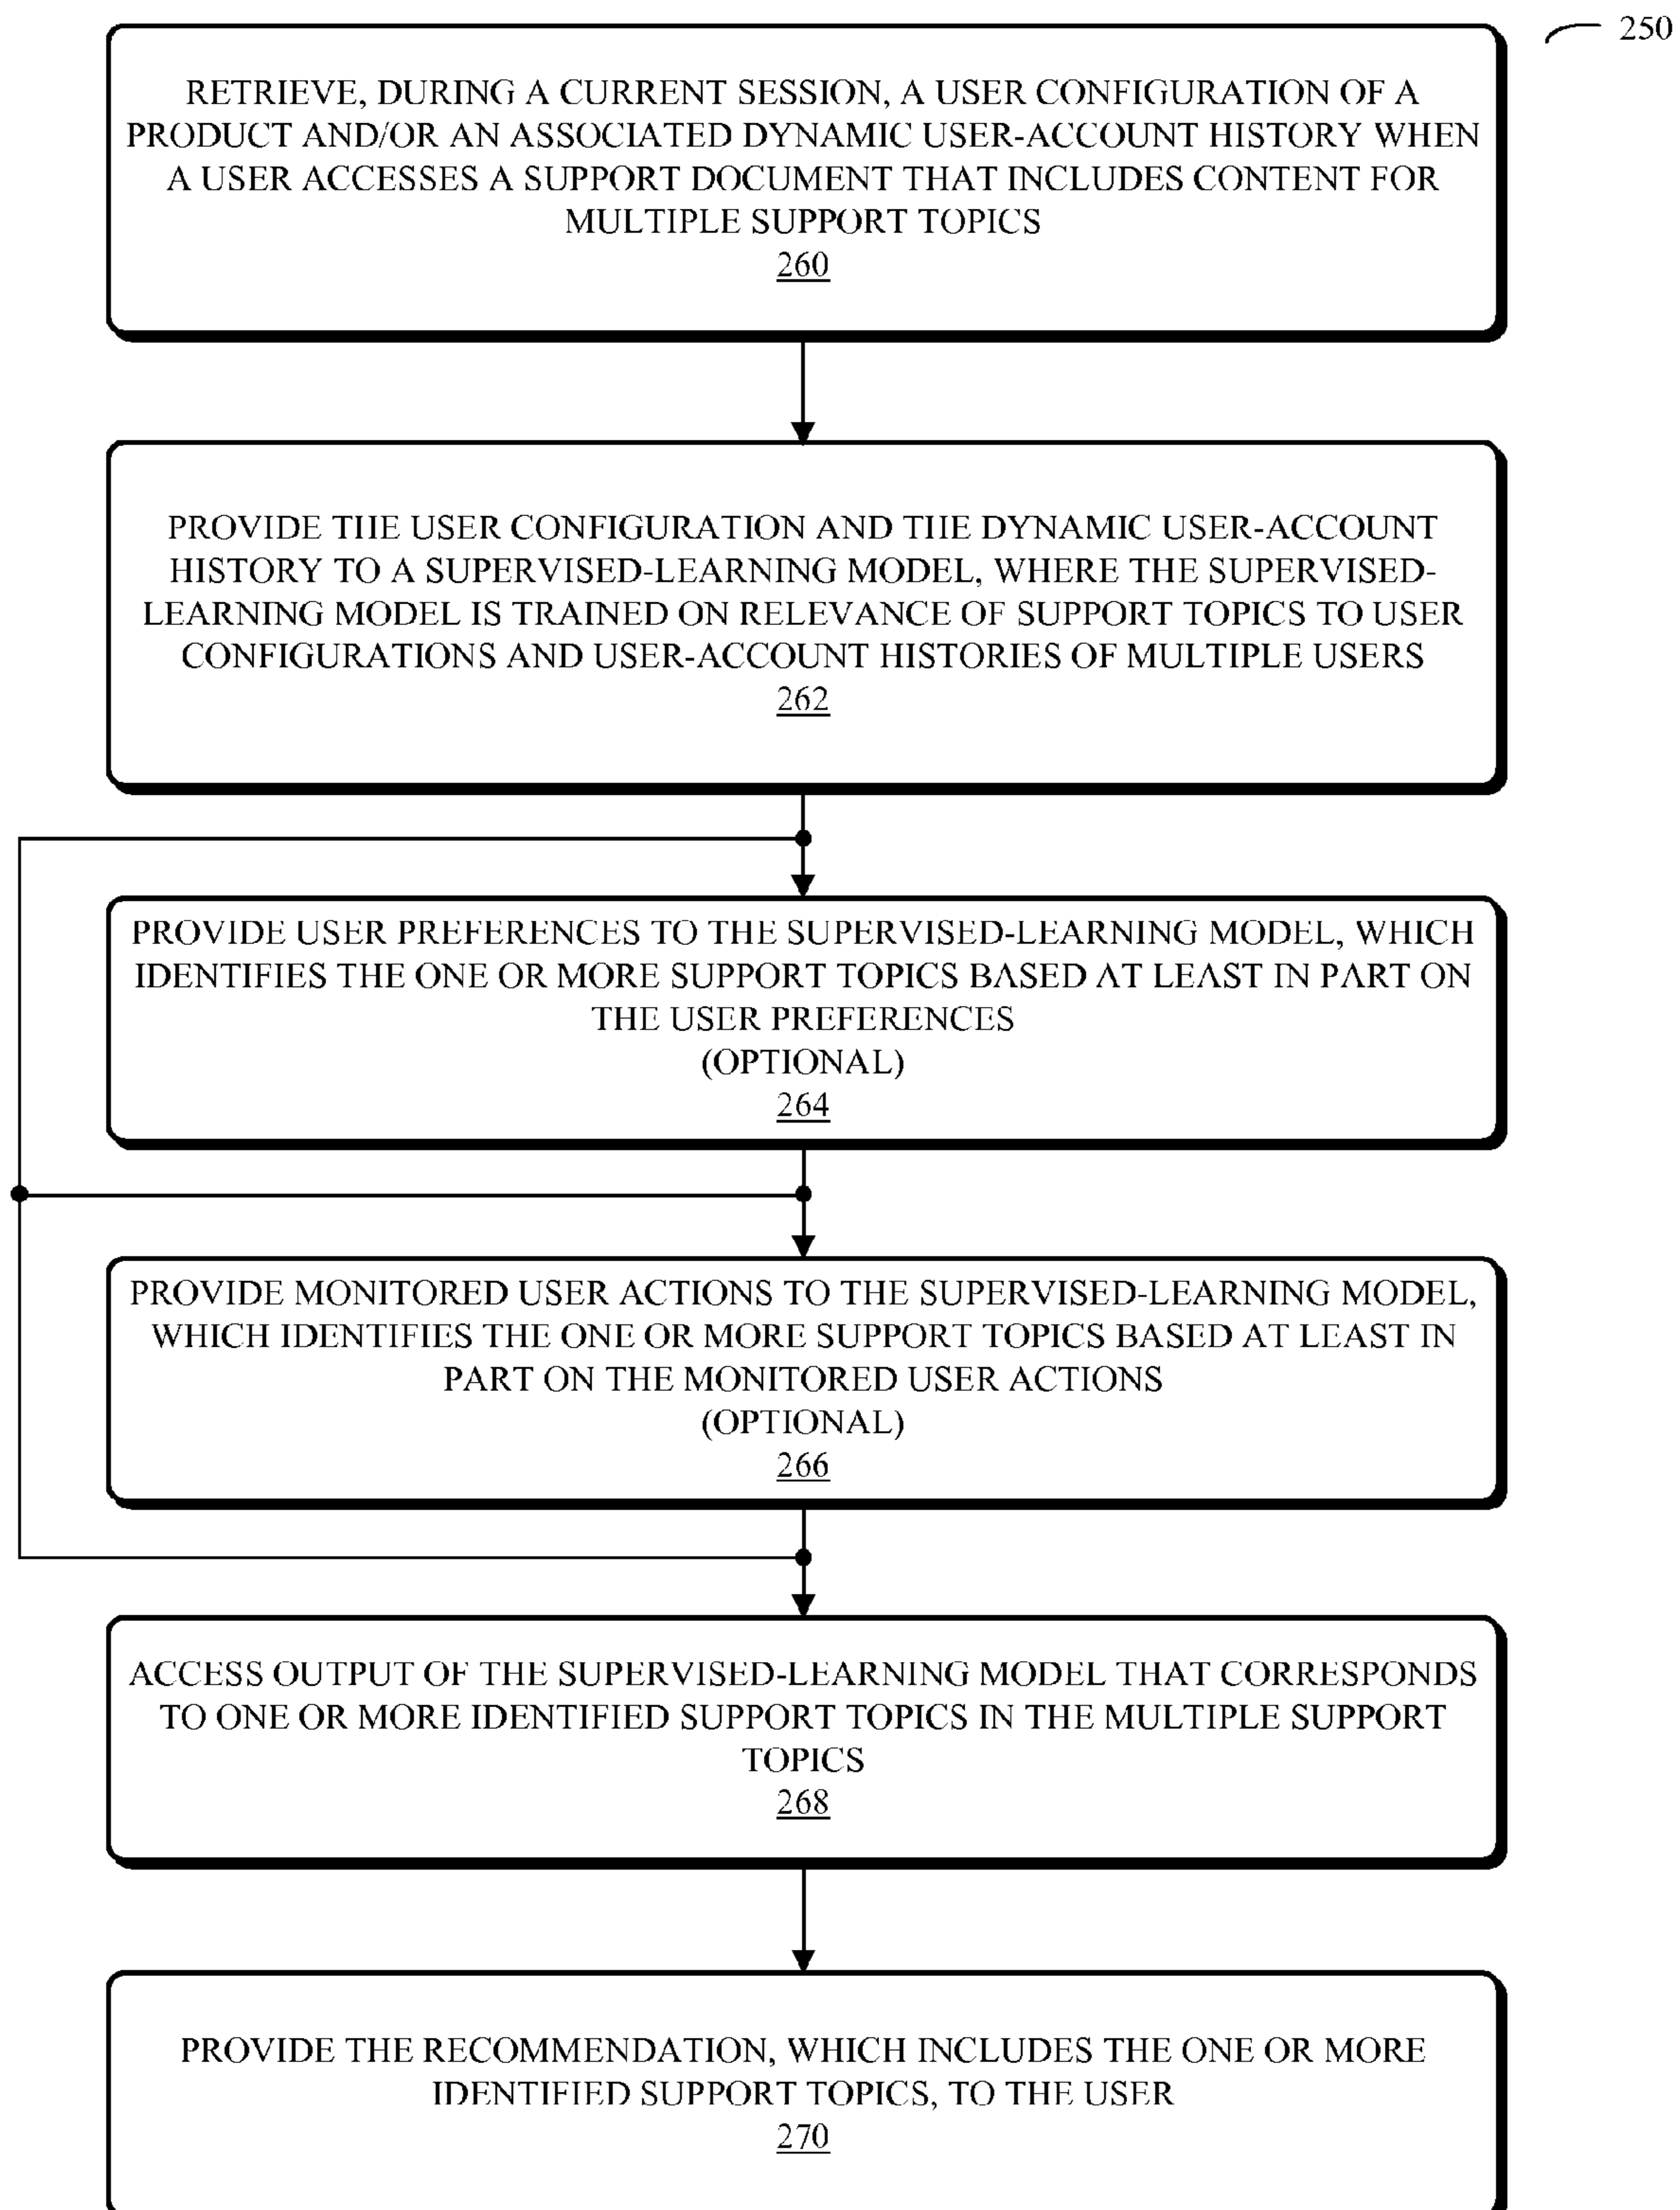 250
RETRIEVE, DURING A CURRENT SESSION, A USER CONFIGURATION OF A
PRODUCT AND/OR AN ASSOCIATED DYNAMIC USER-ACCOUNT HISTORY WHEN
A USER ACCESSES A SUPPORT DOCUMENT THAT INCLUDES CONTENT FOR
MULTIPLE SUPPORT TOPICS
260
PROVIDE THE USER CONFIGURATION AND THE DYNAMIC USER-ACCOUNT
HISTORY TO A SUPERVISED-LEARNING MODEL, WHERE THE SUPERVISED-
LEARNING MODEL IS TRAINED ON RELEVANCE OF SUPPORT TOPICS TO USER
CONFIGURATIONS AND USER-ACCOUNT HISTORIES OF MULTIPLE USERS
262
PROVIDE USER PREFERENCES TO THE SUPERVISED-LEARNING MODEL, WHICH
IDENTIFIES THE ONE OR MORE SUPPORT TOPICS BASED AT LEAST IN PART ON
THE USER PREFERENCES
(OPTIONAL)
264
PROVIDE MONITORED USER ACTIONS TO THE SUPERVISED-LEARNING MODEL,
WHICH IDENTIFIES THE ONE OR MORE SUPPORT TOPICS BASED AT LEAST IN
PART ON THE MONITORED USER ACTIONS
(OPTIONAL)
266
ACCESS OUTPUT OF THE SUPERVISED-LEARNING MODEL THAT CORRESPONDS
TO ONE OR MORE IDENTIFIED SUPPORT TOPICS IN THE MULTIPLE SUPPORT
TOPICS
268
PROVIDE THE RECOMMENDATION, WHICH INCLUDES THE ONE OR MORE
IDENTIFIED SUPPORT TOPICS, TO THE USER
270